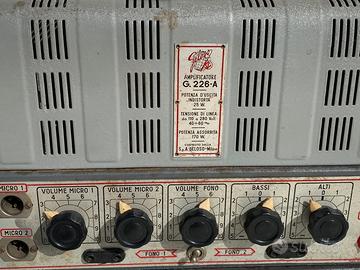 AMPLIFICATORE
G. 226-A
POTENZA D'USCITA
INDISTORTA
25 W.
TENSIONE DI LINEA
da 110 a 280 Volt
40÷60~
POTENZA ASSORBITA
170 W.
COSTRUITO DALLA
S.p.A. GELOSO-Milano
MICRO 1
VOLUME MICRO 1
VOLUME MICRO 2
VOLUME FONO
BASSI
ALTI
MICRO 2
FONO 1
FONO 2